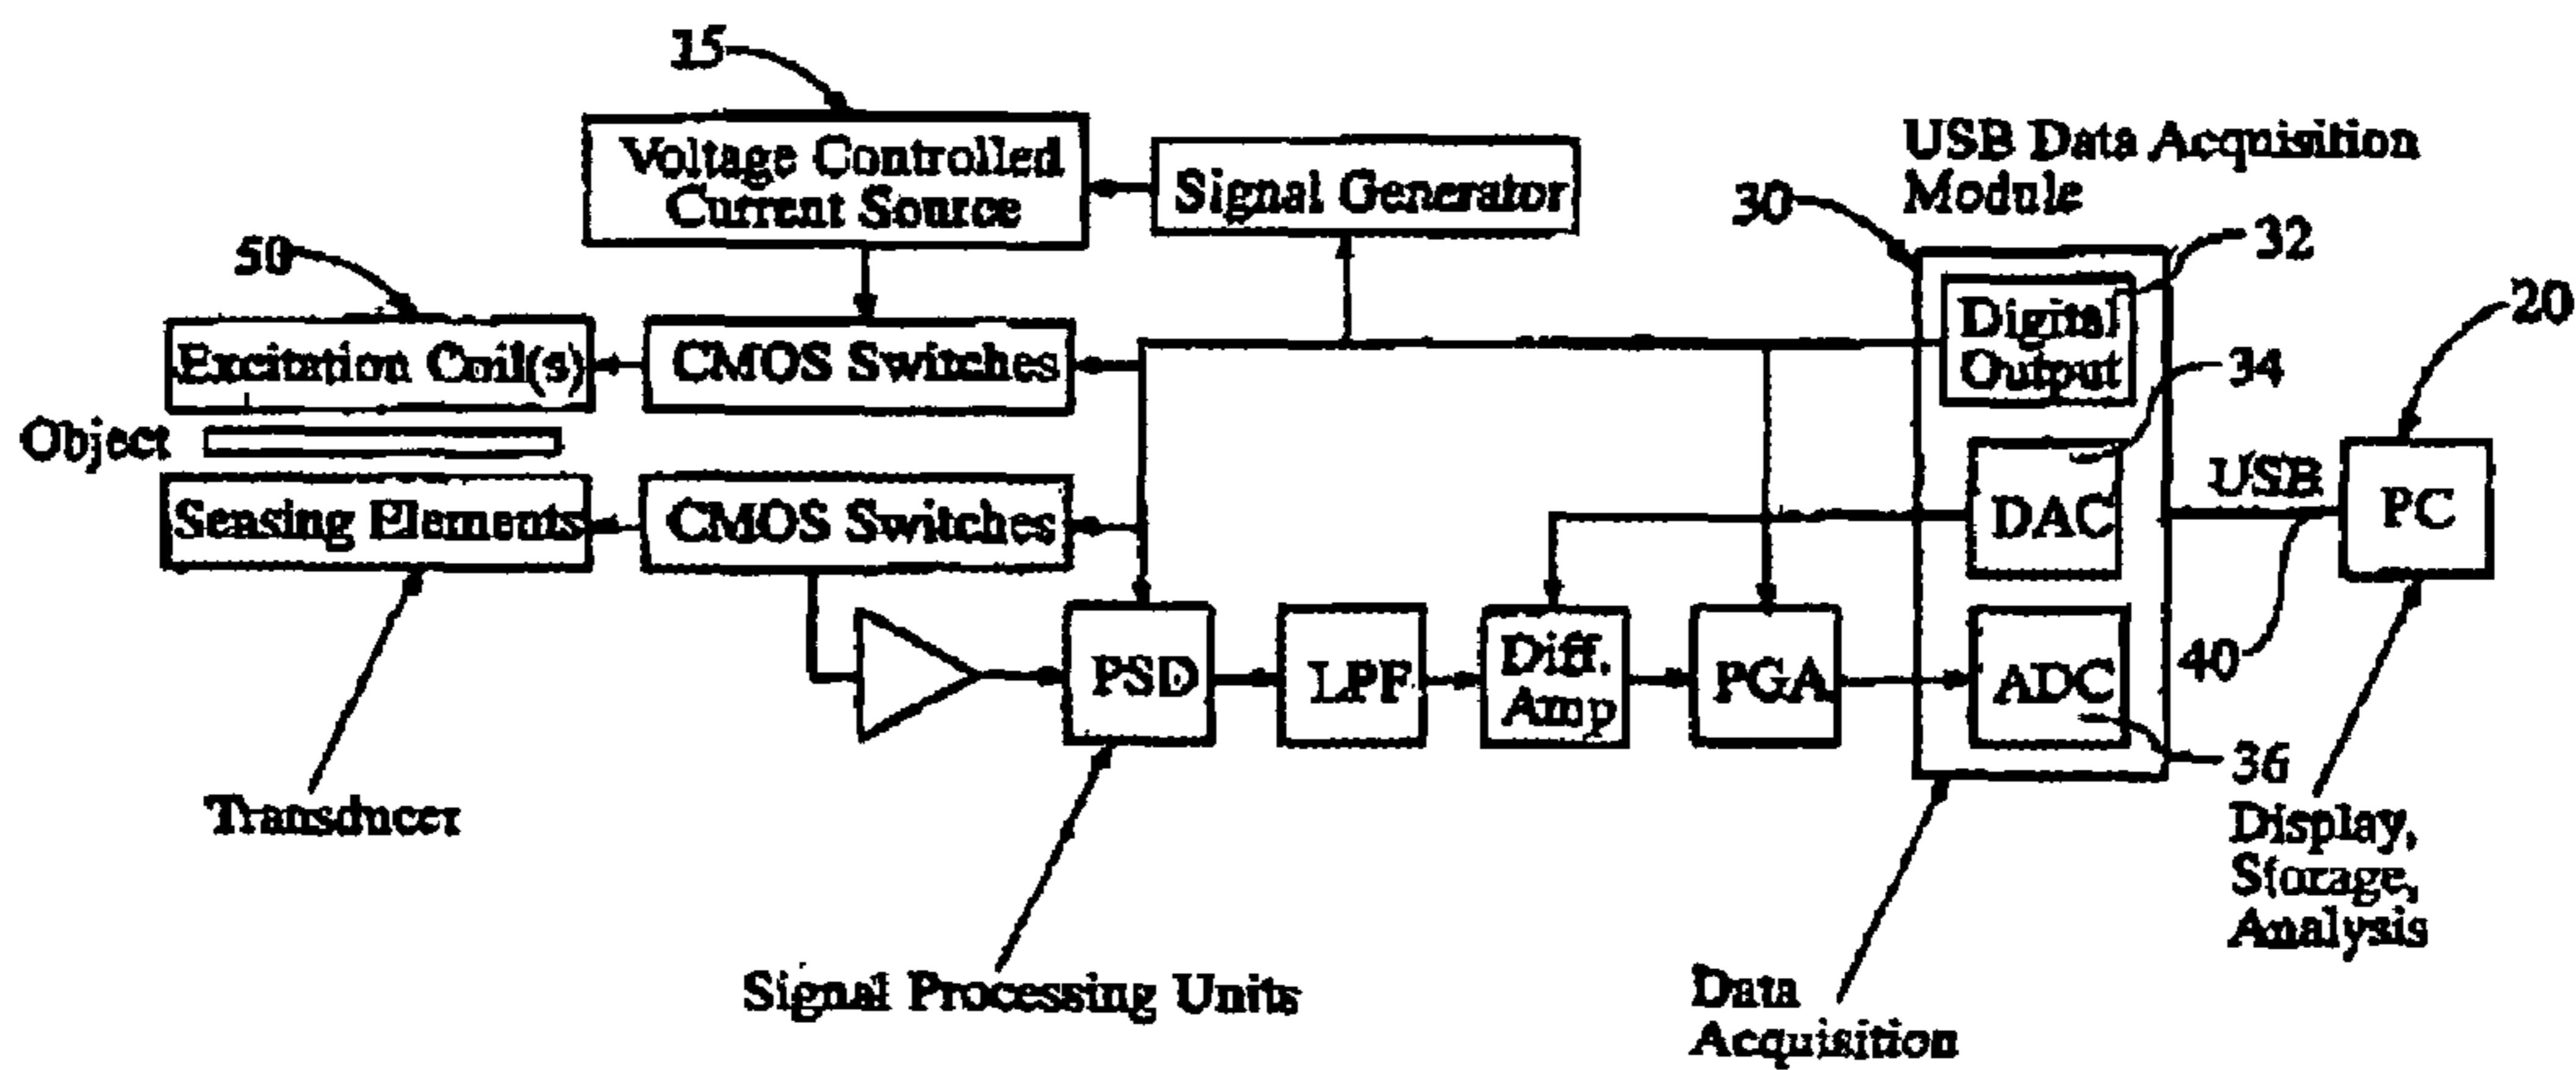 15
Voltage Controlled
Current Source
Signal Generator
USB Data Acquisition
Module
30
32
50
Digital
Output
20
Excitation Coil(s)
CMOS Switches
34
Object
Sensing Elements
CMOS Switches
DAC
USB
PC
PSD
LPF
Diff.
Amp
PGA
ADC
40
36
Transducer
Display,
Storage,
Analysis
Signal Processing Units
Data
Acquisition